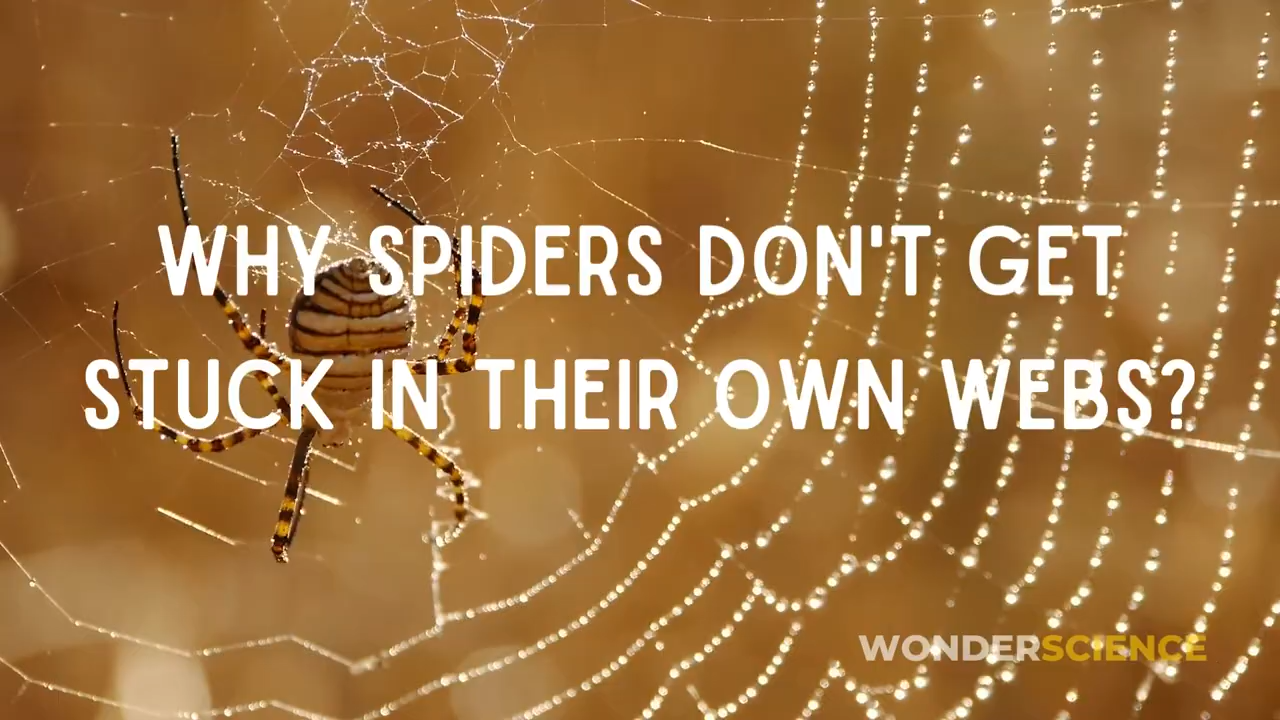 WHY SPIDERS DON'T GET
STUCK IN THEIR OWN WEBS?
WONDERSCIENCE